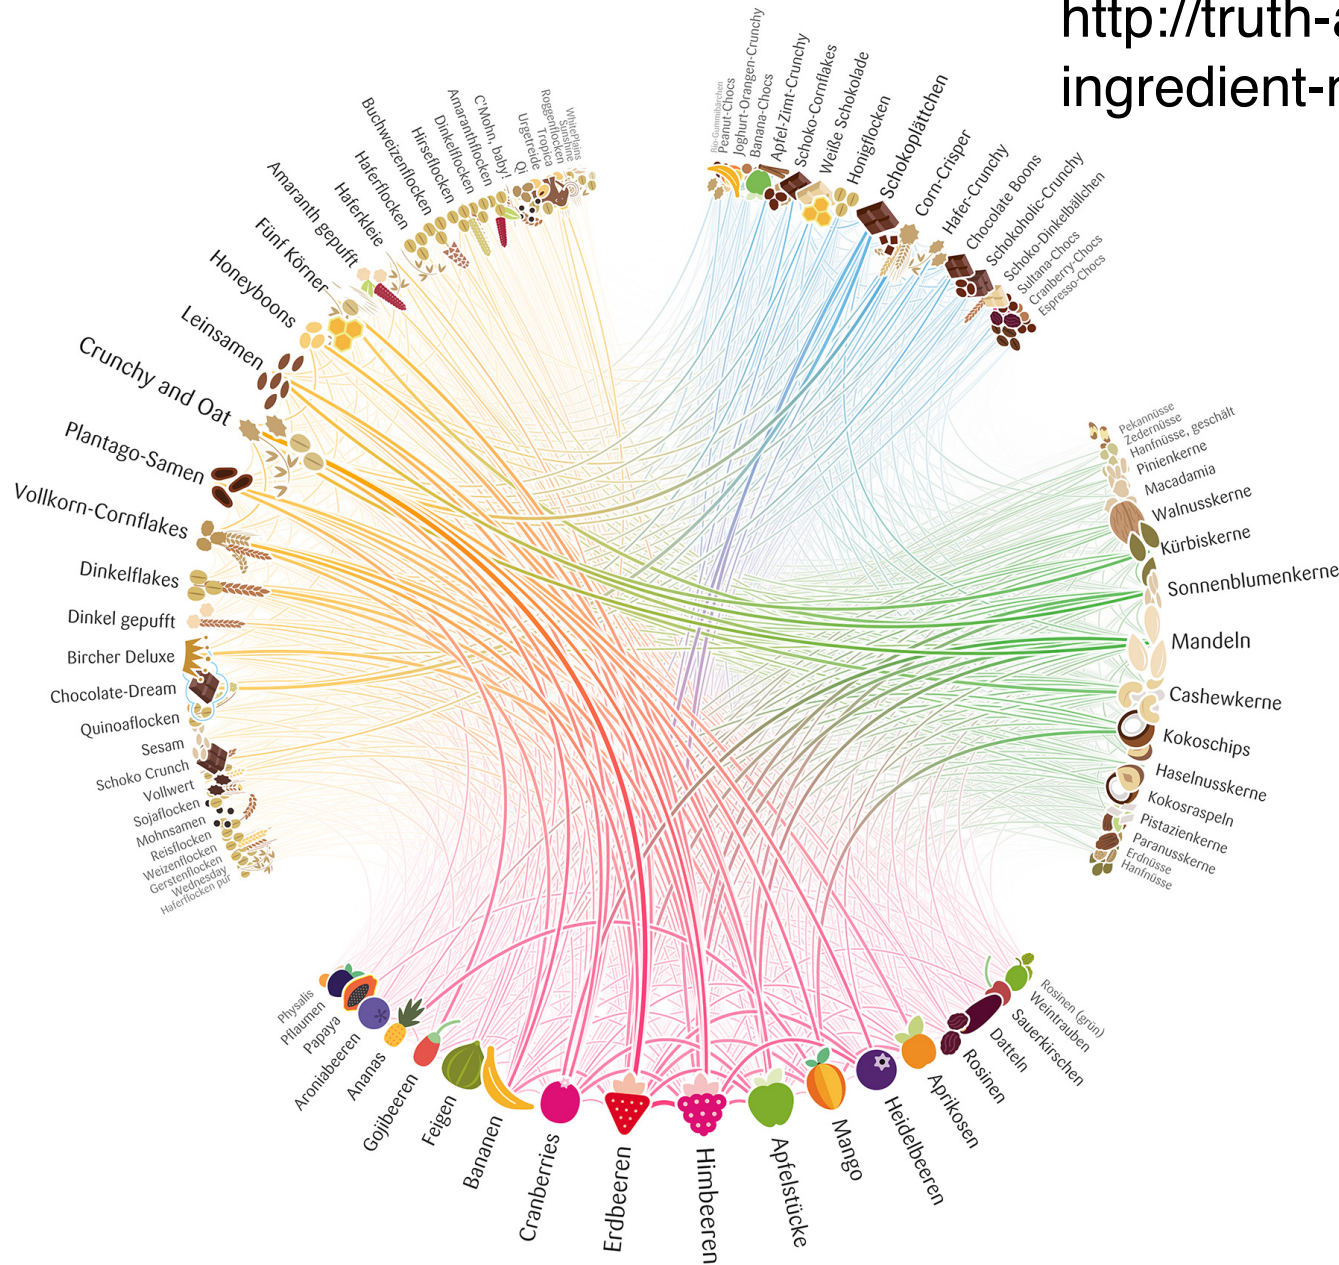 http://truth-a
ingredient-r
Bio-Gummibärchen
Peanut-Chocs
Joghurt-Orangen-Crunchy
Banana-Chocs
Apfel-Zimt-Crunchy
Schoko-Cornflakes
Weiße Schokolade
Honigflocken
Schokoplättchen
Corn-Crisper
Hafer-Crunchy
Chocolate Boons
Schokoholic-Crunchy
Schoko-Dinkelbällchen
Sultana-Chocs
Cranberry-Chocs
Espresso-Chocs
Pekannüsse
Zedernüsse
Hanfnüsse, geschält
Pinienkerne
Macadamia
Walnusskerne
Kürbiskerne
Sonnenblumenkerne
Mandeln
Cashewkerne
Kokoschips
Haselnusskerne
Kokosraspeln
Pistazienkerne
Paranusskerne
Erdnüsse
Hanfnüsse
Rosinen (grün)
Weintrauben
Sauerkirschen
Datteln
Rosinen
Aprikosen
Heidelbeeren
Mango
Apfelstücke
Himbeeren
Erdbeeren
Cranberries
Bananen
Feigen
Gojibeeren
Ananas
Aroniabeeren
Papaya
Pflaumen
Physalis
Haferflocken pur
Wednesday
Gerstenflocken
Weizenflocken
Reisflocken
Mohnsamen
Sojaflocken
Vollwert
Schoko Crunch
Sesam
Quinoaflocken
Chocolate-Dream
Bircher Deluxe
Dinkel gepufft
Dinkelflakes
Vollkorn-Cornflakes
Plantago-Samen
Crunchy and Oat
Leinsamen
Honeyboons
Fünf Körner
Amaranth gepufft
Haferkleie
Haferflocken
Buchweizenflocken
Hirseflocken
Dinkelflocken
Amaranthflocken
C'Mohn, baby!
Qi
Urgetreide
Tropica
Roggenflocken
Sunshine
WhitePlains